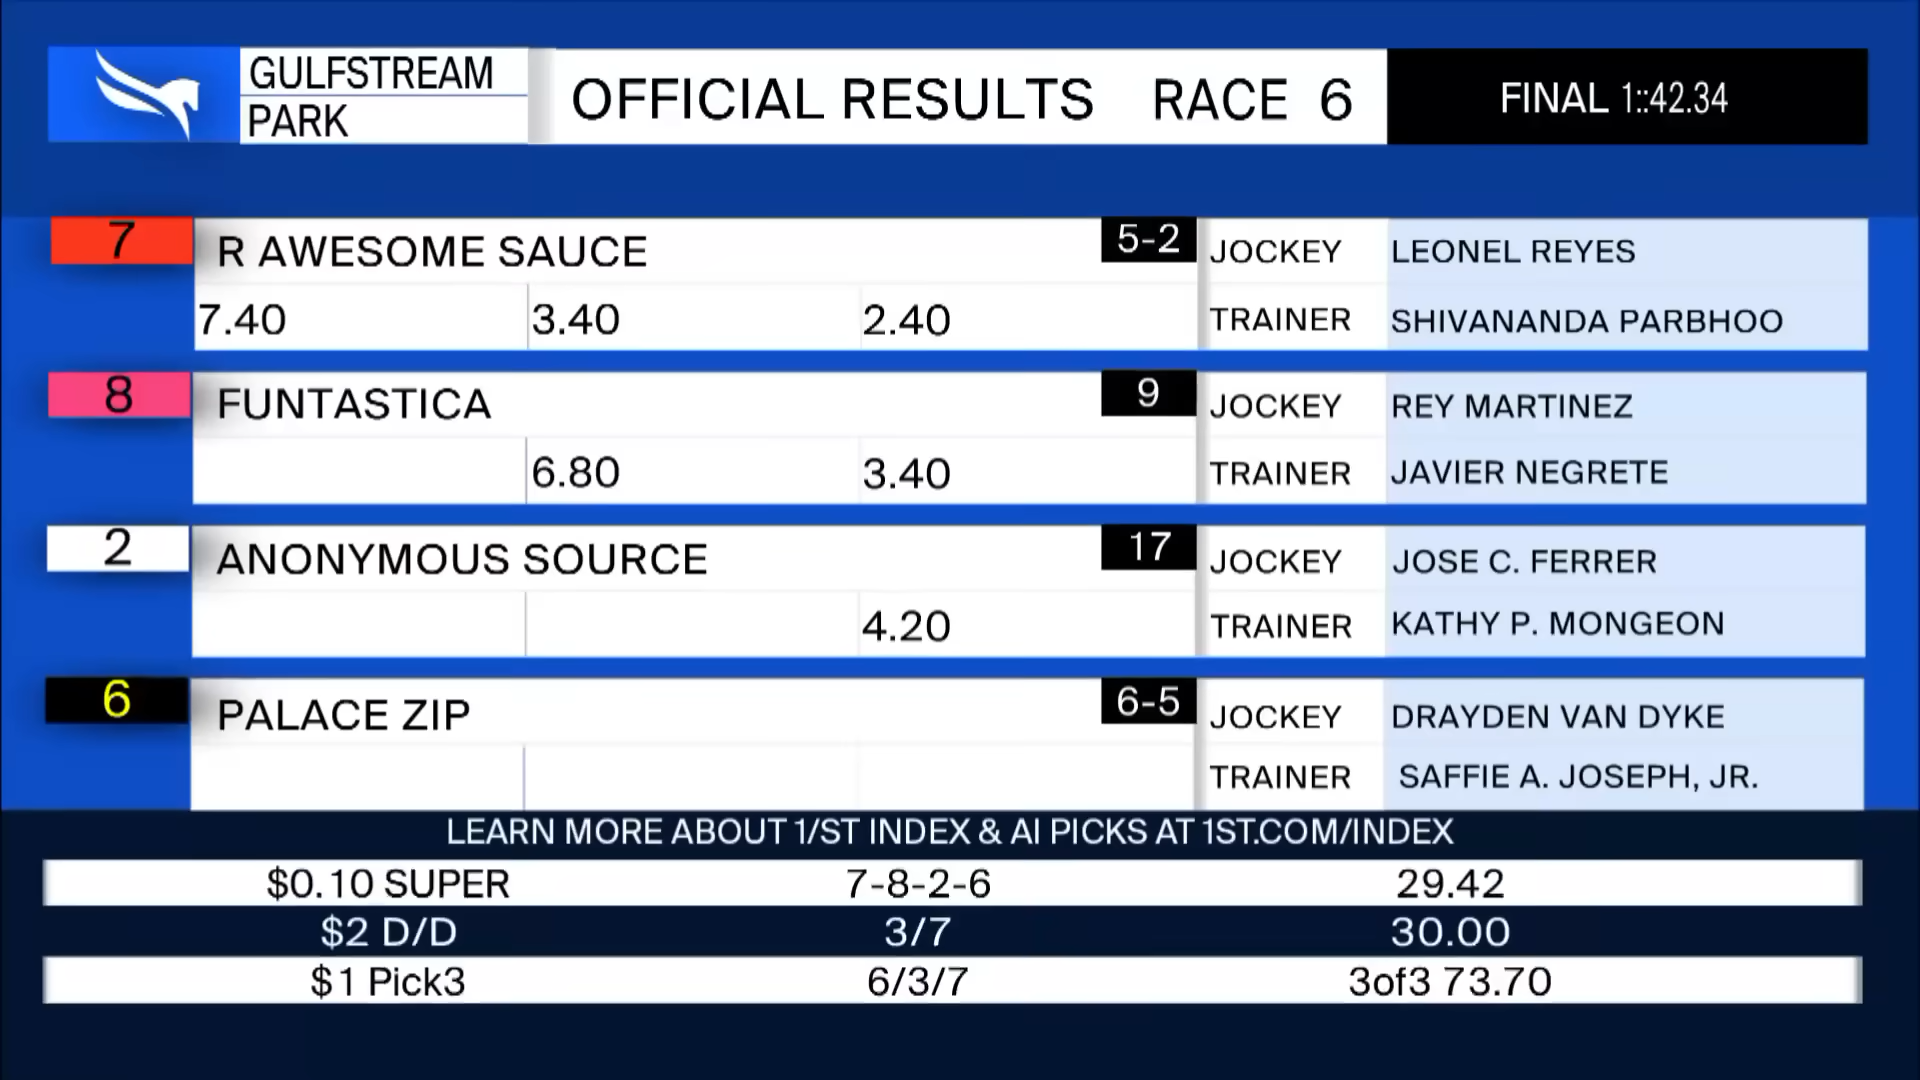 GULFSTREAM
PARK
OFFICIAL RESULTS RACE 6
FINAL 1::42.34
7 R AWESOME SAUCE 5-2 JOCKEY LEONEL REYES
7.40 3.40 2.40 TRAINER SHIVANANDA PARBHOO
8 FUNTASTICA 9 JOCKEY REY MARTINEZ
6.80 3.40 TRAINER JAVIER NEGRETE
2 ANONYMOUS SOURCE 17 JOCKEY JOSE C. FERRER
4.20 TRAINER KATHY P. MONGEON
6 PALACE ZIP 6-5 JOCKEY DRAYDEN VAN DYKE
TRAINER SAFFIE A. JOSEPH, JR.
LEARN MORE ABOUT 1/ST INDEX & AI PICKS AT 1ST.COM/INDEX
$0.10 SUPER 7-8-2-6 29.42
$2 D/D 3/7 30.00
$1 Pick3 6/3/7 3of3 73.70